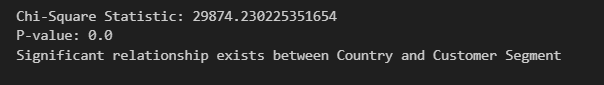 Chi-Square Statistic: 29874.230225351654
P-value: 0.0
Significant relationship exists between Country and Customer Segment